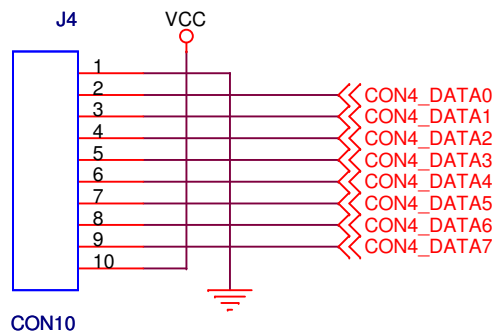 J4
VCC
1
2
CON4_DATA0
3
CON4_DATA1
4
CON4_DATA2
5
CON4_DATA3
6
CON4_DATA4
7
CON4_DATA5
8
CON4_DATA6
9
CON4_DATA7
10
CON10